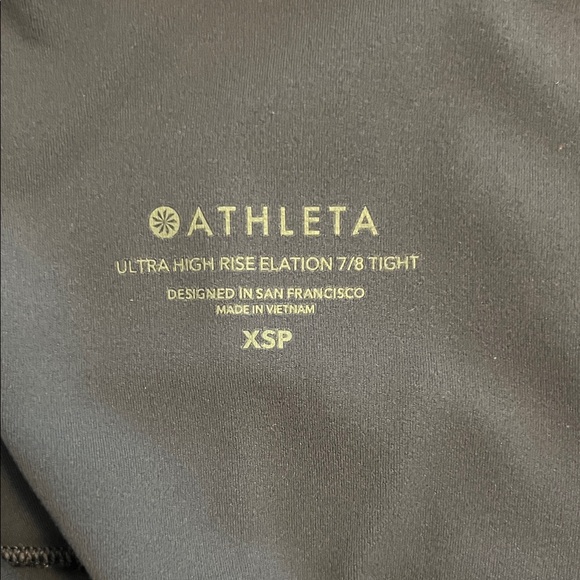 ATHLETA
ULTRA HIGH RISE ELATION 7/8 TIGHT
DESIGNED IN SAN FRANCISCO
MADE IN VIETNAM
XSP